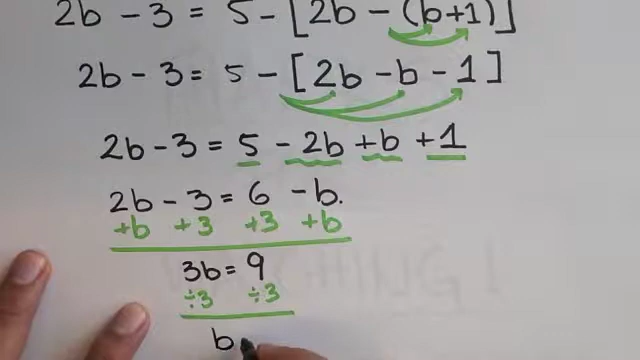 2b - 3 = 5 - [2b - (b+1)]
2b - 3 = 5 - [2b - b - 1]
2b - 3 = 5 - 2b + b + 1
2b - 3 = 6 - b.
+b +3 +3 +b
3b = 9
÷3 ÷3
b